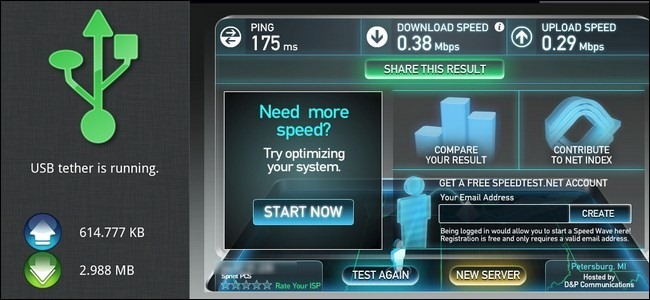 USB tether is running.
614.777 KB
2.988 MB
PING
175 ms
DOWNLOAD SPEED
0.38 Mbps
UPLOAD SPEED
0.29 Mbps
SHARE THIS RESULT
Need more
speed?
Try optimizing
your system.
START NOW
COMPARE
YOUR RESULT
CONTRIBUTE
TO NET INDEX
GET A FREE SPEEDTEST.NET ACCOUNT
Your Email Address
CREATE
Being logged in would allow you to start a Speed Wave here!
Registration is free and only requires a valid email address.
Sprint PCS
Rate Your ISP
TEST AGAIN
NEW SERVER
Petersburg, MI
Hosted by
D&P Communications